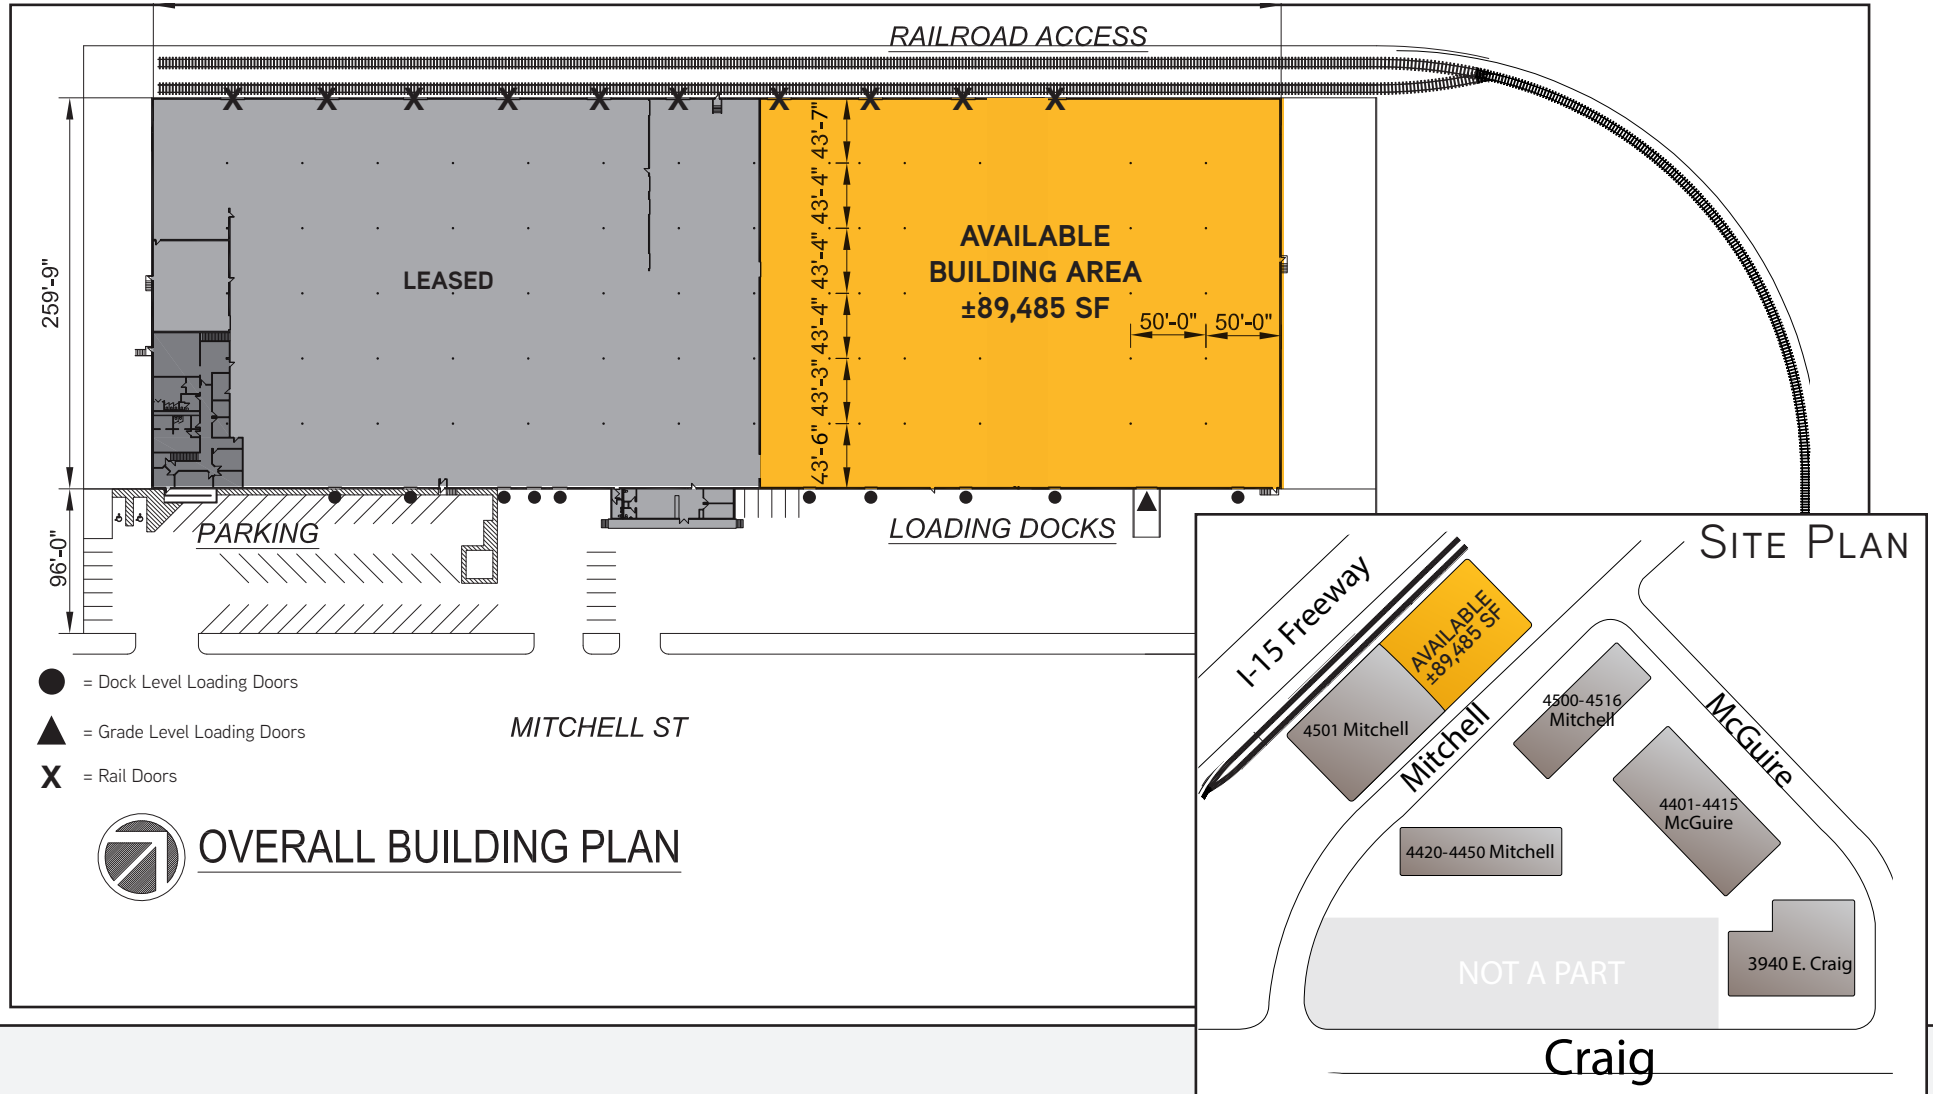 RAILROAD ACCESS
X X X X X X X X X X
43'-7"
43'-4"
43'-4"
43'-4"
43'-3"
43'-6"
259'-9"
96'-0"
LEASED
AVAILABLE
BUILDING AREA
±89,485 SF
50'-0" 50'-0"
PARKING
LOADING DOCKS
= Dock Level Loading Doors
= Grade Level Loading Doors
X = Rail Doors
MITCHELL ST
OVERALL BUILDING PLAN
SITE PLAN
I-15 Freeway
AVAILABLE
±89,485 SF
4501 Mitchell
Mitchell
4500-4516
Mitchell
McGuire
4401-4415
McGuire
4420-4450 Mitchell
3940 E. Craig
NOT A PART
Craig